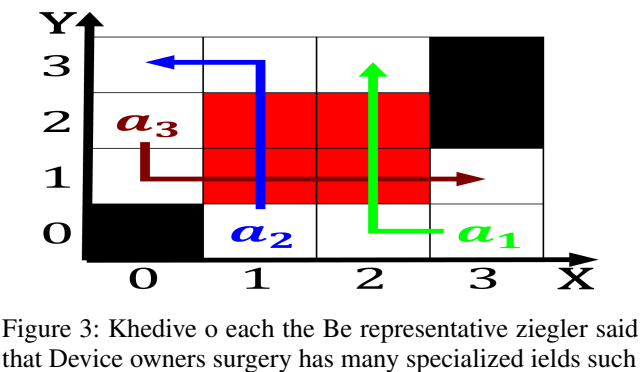 Y
3
2
1
0
a3
a2
a1
0 1 2 3 X
Figure 3: Khedive o each the Be representative ziegler said
that Device owners surgery has many specialized ields such